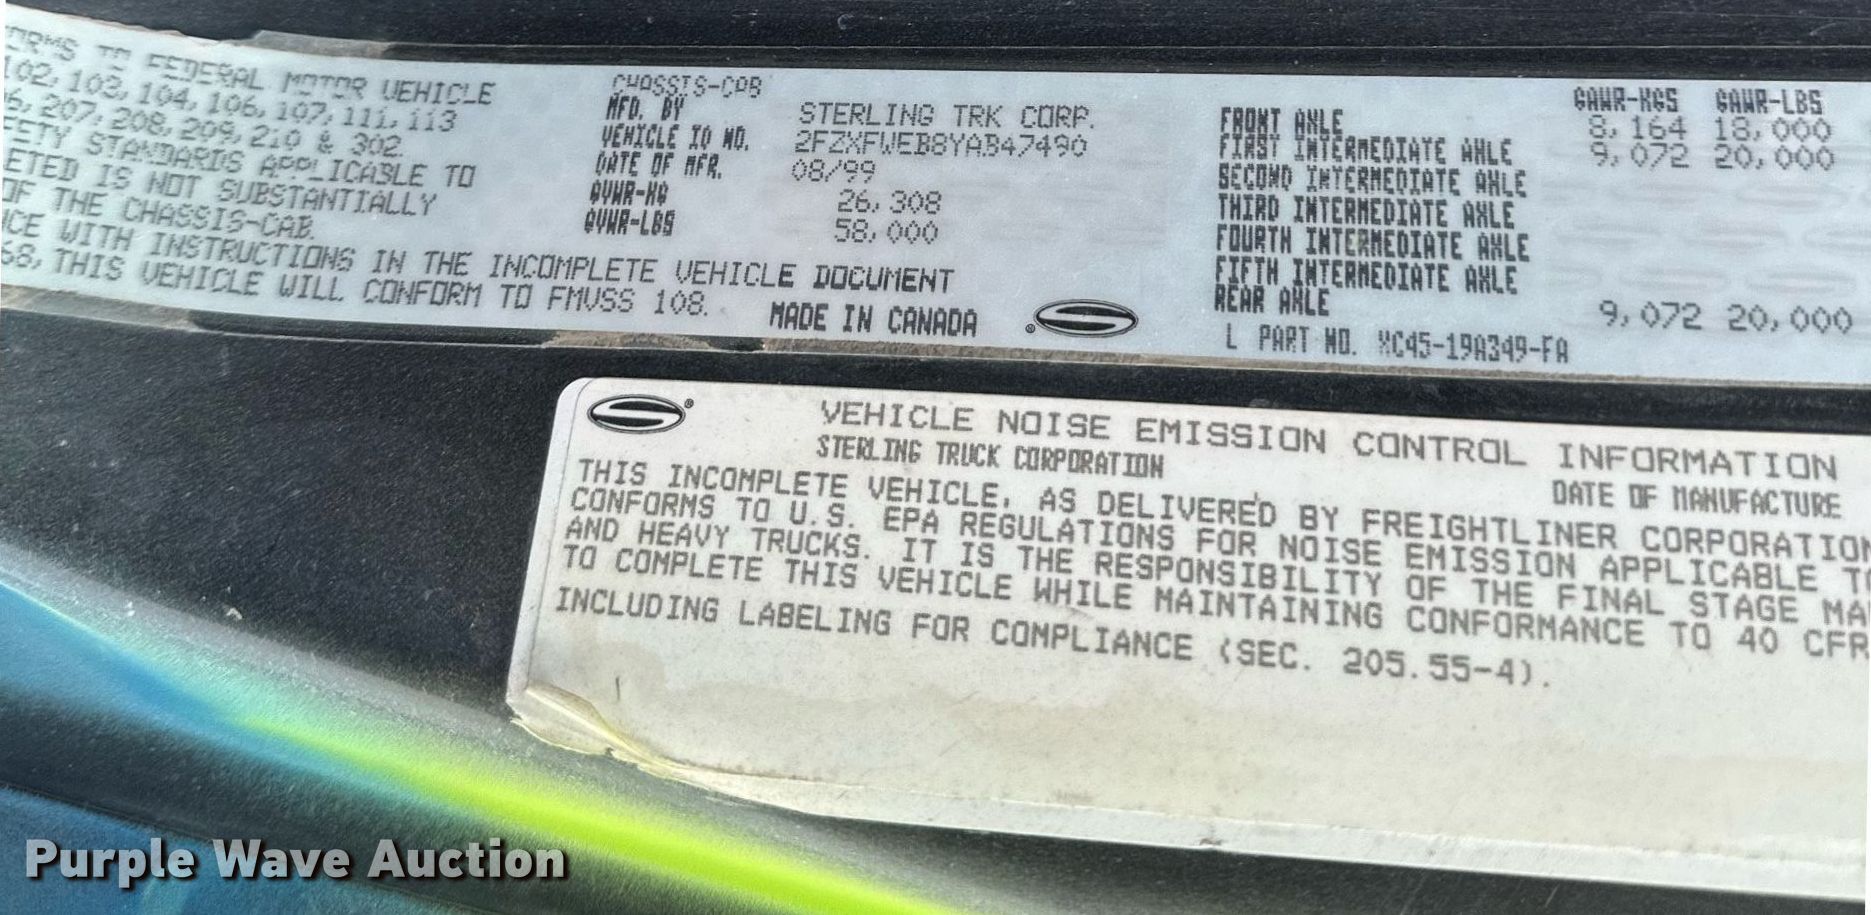 TO FEDERAL MOTOR VEHICLE
102, 103, 104, 106, 107, 111, 113
207, 208, 209, 210 & 302.
STANDARDS APPLICABLE TO
IS NOT SUBSTANTIALLY
OF THE CHASSIS-CAB.
WITH INSTRUCTIONS IN THE INCOMPLETE VEHICLE DOCUMENT
THIS VEHICLE WILL CONFORM TO FMVSS 108.
MADE IN CANADA
CHASSIS-CAB
MFD. BY STERLING TRK CORP.
VEHICLE ID NO. 2FZXFWEB8YAB47490
DATE OF MFR. 08/99
GVWR-KG 26,308
GVWR-LBS 58,000
GAWR-KGS GAWR-LBS
FRONT AXLE 8,164 18,000
FIRST INTERMEDIATE AXLE 9,072 20,000
SECOND INTERMEDIATE AXLE
THIRD INTERMEDIATE AXLE
FOURTH INTERMEDIATE AXLE
FIFTH INTERMEDIATE AXLE
REAR AXLE 9,072 20,000
L PART NO. XC45-19A349-FA
VEHICLE NOISE EMISSION CONTROL INFORMATION
STERLING TRUCK CORPORATION
DATE OF MANUFACTURE
THIS INCOMPLETE VEHICLE, AS DELIVERED BY FREIGHTLINER CORPORATION
CONFORMS TO U.S. EPA REGULATIONS FOR NOISE EMISSION APPLICABLE
AND HEAVY TRUCKS. IT IS THE RESPONSIBILITY OF THE FINAL STAGE
TO COMPLETE THIS VEHICLE WHILE MAINTAINING CONFORMANCE TO 40 CFR
INCLUDING LABELING FOR COMPLIANCE (SEC. 205.55-4).
Purple Wave Auction